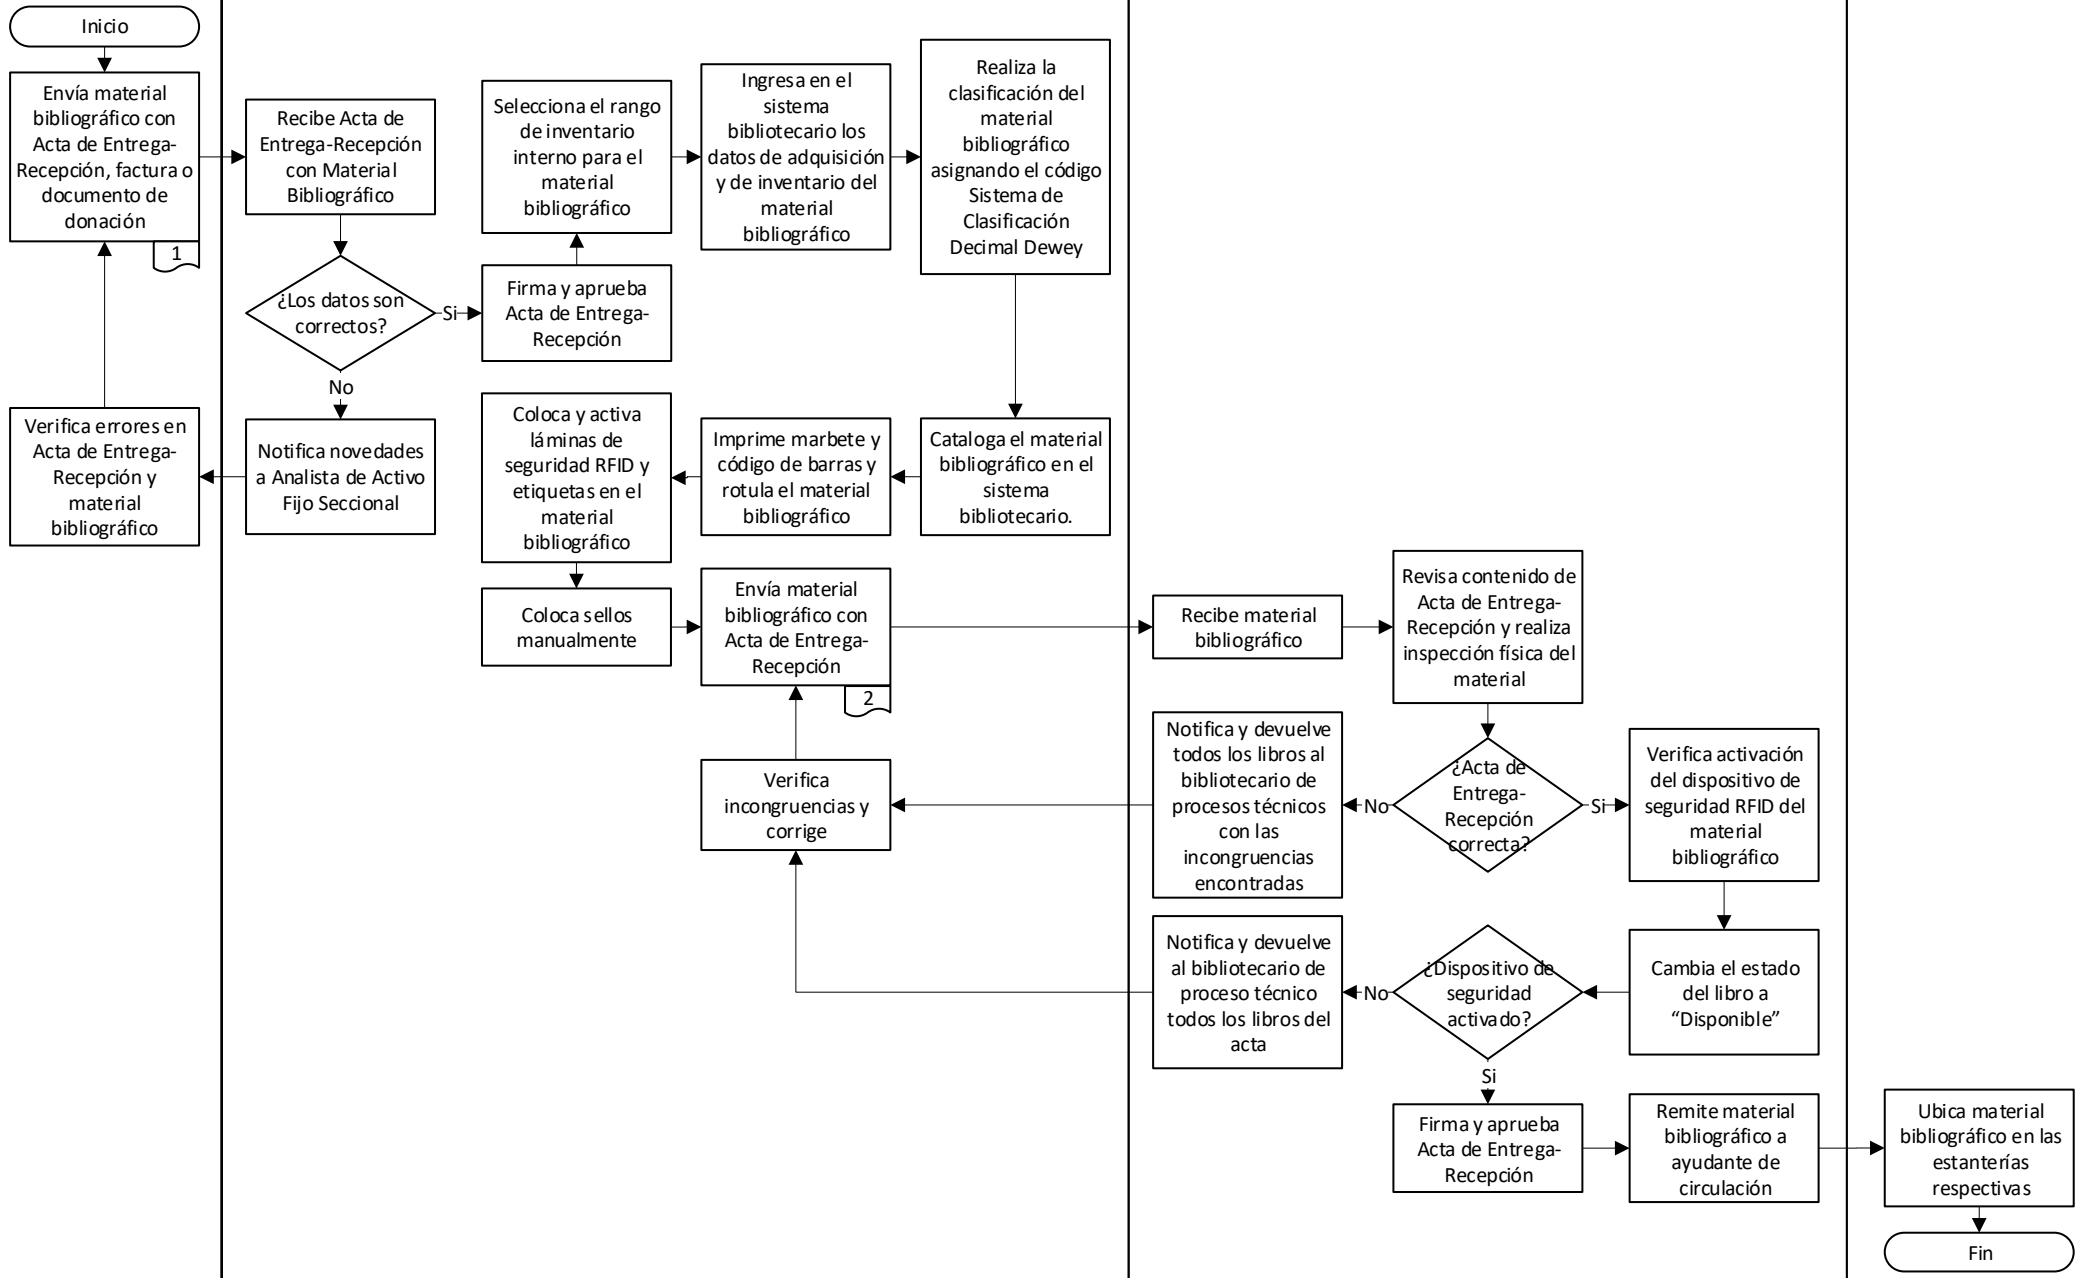 Inicio
Envía material
bibliográfico con
Acta de Entrega-
Recepción, factura o
documento de
donación
1
Recibe Acta de
Entrega-Recepción
con Material
Bibliográfico
¿Los datos son
correctos?
Si
No
Firma y aprueba
Acta de Entrega-
Recepción
Selecciona el rango
de inventario
interno para el
material
bibliográfico
Ingresa en el
sistema
bibliotecario los
datos de adquisición
y de inventario del
material
bibliográfico
Realiza la
clasificación del
material
bibliográfico
asignando el código
Sistema de
Clasificación
Decimal Dewey
Verifica errores en
Acta de Entrega-
Recepción y
material
bibliográfico
Notifica novedades
a Analista de Activo
Fijo Seccional
Coloca y activa
láminas de
seguridad RFID y
etiquetas en el
material
bibliográfico
Imprime marbete y
código de barras y
rotula el material
bibliográfico
Cataloga el material
bibliográfico en el
sistema
bibliotecario.
Coloca sellos
manualmente
Envía material
bibliográfico con
Acta de Entrega-
Recepción
2
Recibe material
bibliográfico
Revisa contenido de
Acta de Entrega-
Recepción y realiza
inspección física del
material
Verifica
incongruencias y
corrige
Notifica y devuelve
todos los libros al
bibliotecario de
procesos técnicos
con las
incongruencias
encontradas
No
¿Acta de
Entrega-
Recepción
correcta?
Si
Verifica activación
del dispositivo de
seguridad RFID del
material
bibliográfico
Notifica y devuelve
al bibliotecario de
proceso técnico
todos los libros del
acta
No
¿Dispositivo de
seguridad
activado?
Cambia el estado
del libro a
“Disponible”
Si
Firma y aprueba
Acta de Entrega-
Recepción
Remite material
bibliográfico a
ayudante de
circulación
Ubica material
bibliográfico en las
estanterías
respectivas
Fin